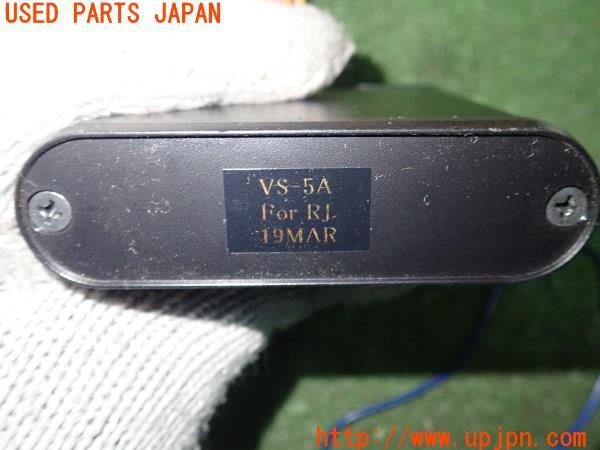 USED PARTS JAPAN
VS-5A
For RJ
19MAR
http://www.upjpn.com